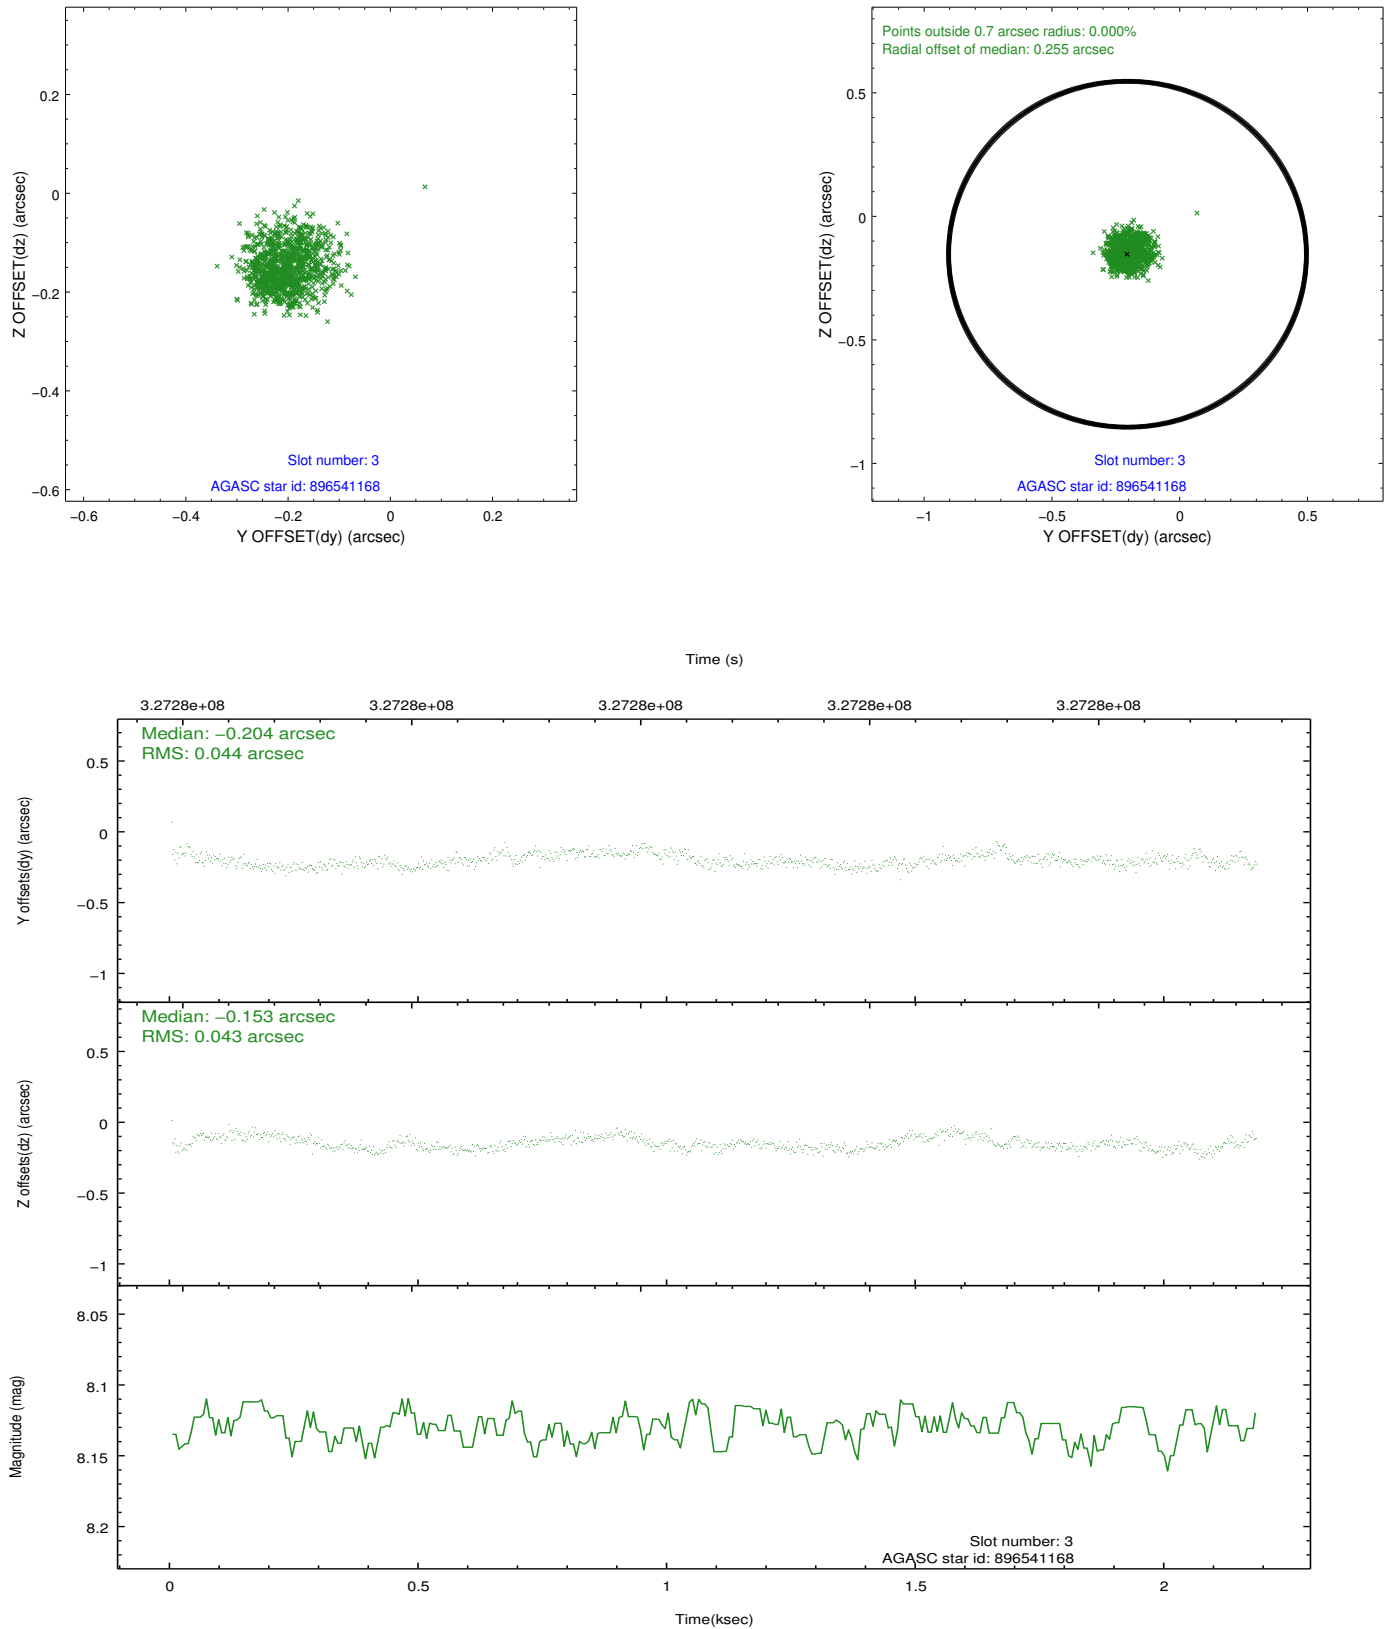 0.2
0
−0.2
−0.4
−0.6
Z OFFSET(dz) (arcsec)
Slot number: 3
AGASC star id: 896541168
−0.6
−0.4
−0.2
0
0.2
Y OFFSET(dy) (arcsec)
Points outside 0.7 arcsec radius: 0.000%
Radial offset of median: 0.255 arcsec
0.5
0
−0.5
−1
Z OFFSET(dz) (arcsec)
Slot number: 3
AGASC star id: 896541168
−1
−0.5
0
0.5
Y OFFSET(dy) (arcsec)
Time (s)
3.2728e+08
3.2728e+08
3.2728e+08
3.2728e+08
3.2728e+08
Median: −0.204 arcsec
RMS: 0.044 arcsec
0.5
0
−0.5
−1
Y offsets(dy) (arcsec)
Median: −0.153 arcsec
RMS: 0.043 arcsec
0.5
0
−0.5
−1
Z offsets(dz) (arcsec)
8.05
8.1
8.15
8.2
Magnitude (mag)
Slot number: 3
AGASC star id: 896541168
0
0.5
1
1.5
2
Time(ksec)